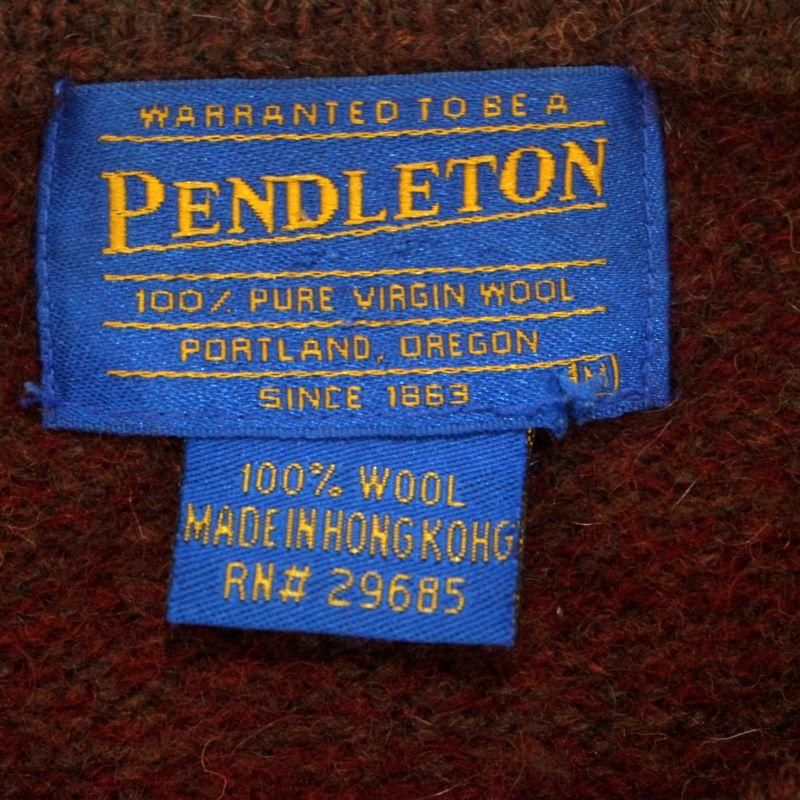 WARRANTED TO BE A
PENDLETON
100% PURE VIRGIN WOOL
PORTLAND, OREGON
SINCE 1863
M
100% WOOL
MADE IN HONG KOHG
RN# 29685